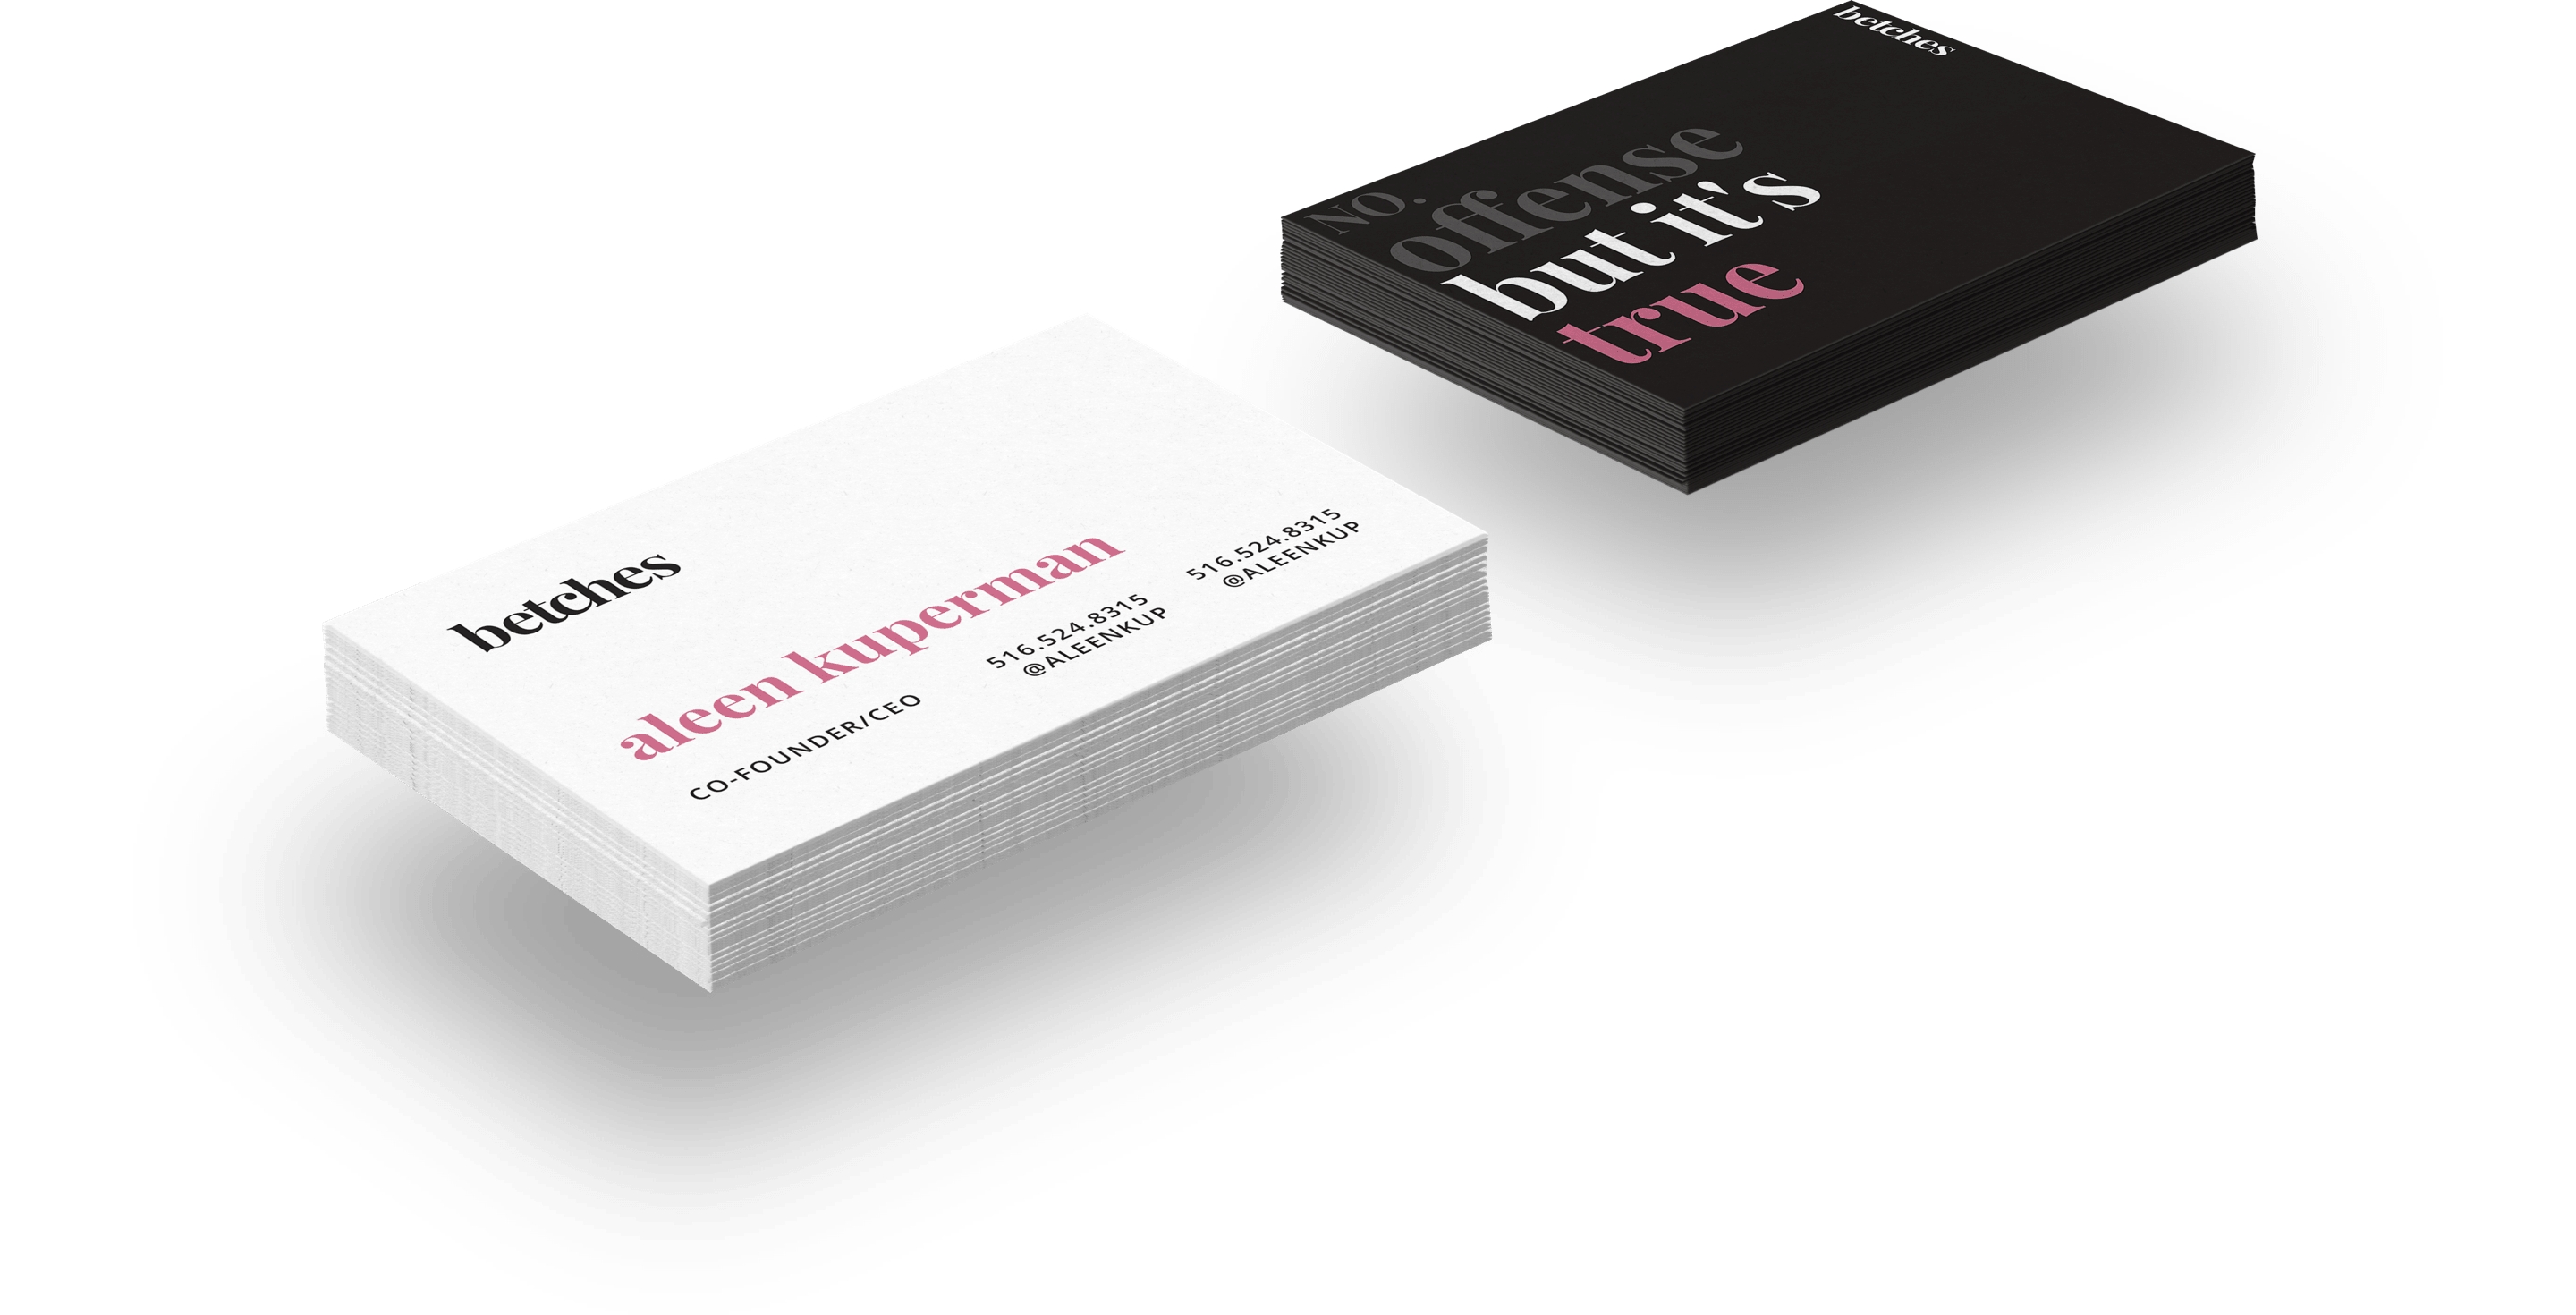 betches
aleen kuperman
CO-FOUNDER/CEO
516.524.8315
@ALEENKUP
516.524.8315
@ALEENKUP
betches
NO.
offense
but it's
true